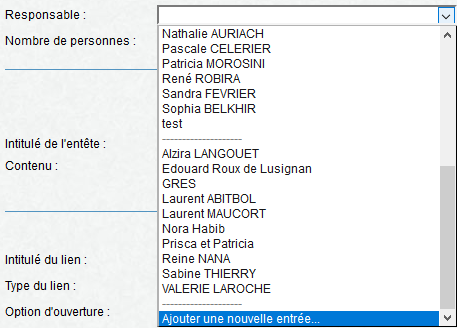 Responsable :
Nathalie AURIACH
Nombre de personnes :
Pascale CELERIER
Patricia MOROSINI
René ROBIRA
Sandra FEVRIER
Sophia BELKHIR
test
--------------------
Intitulé de l'entête :
Alzira LANGOUET
Contenu :
Edouard Roux de Lusignan
GRES
Laurent ABITBOL
Laurent MAUCORT
Nora Habib
Prisca et Patricia
Intitulé du lien :
Reine NANA
Sabine THIERRY
Type du lien :
VALERIE LAROCHE
--------------------
Option d'ouverture :
Ajouter une nouvelle entrée...